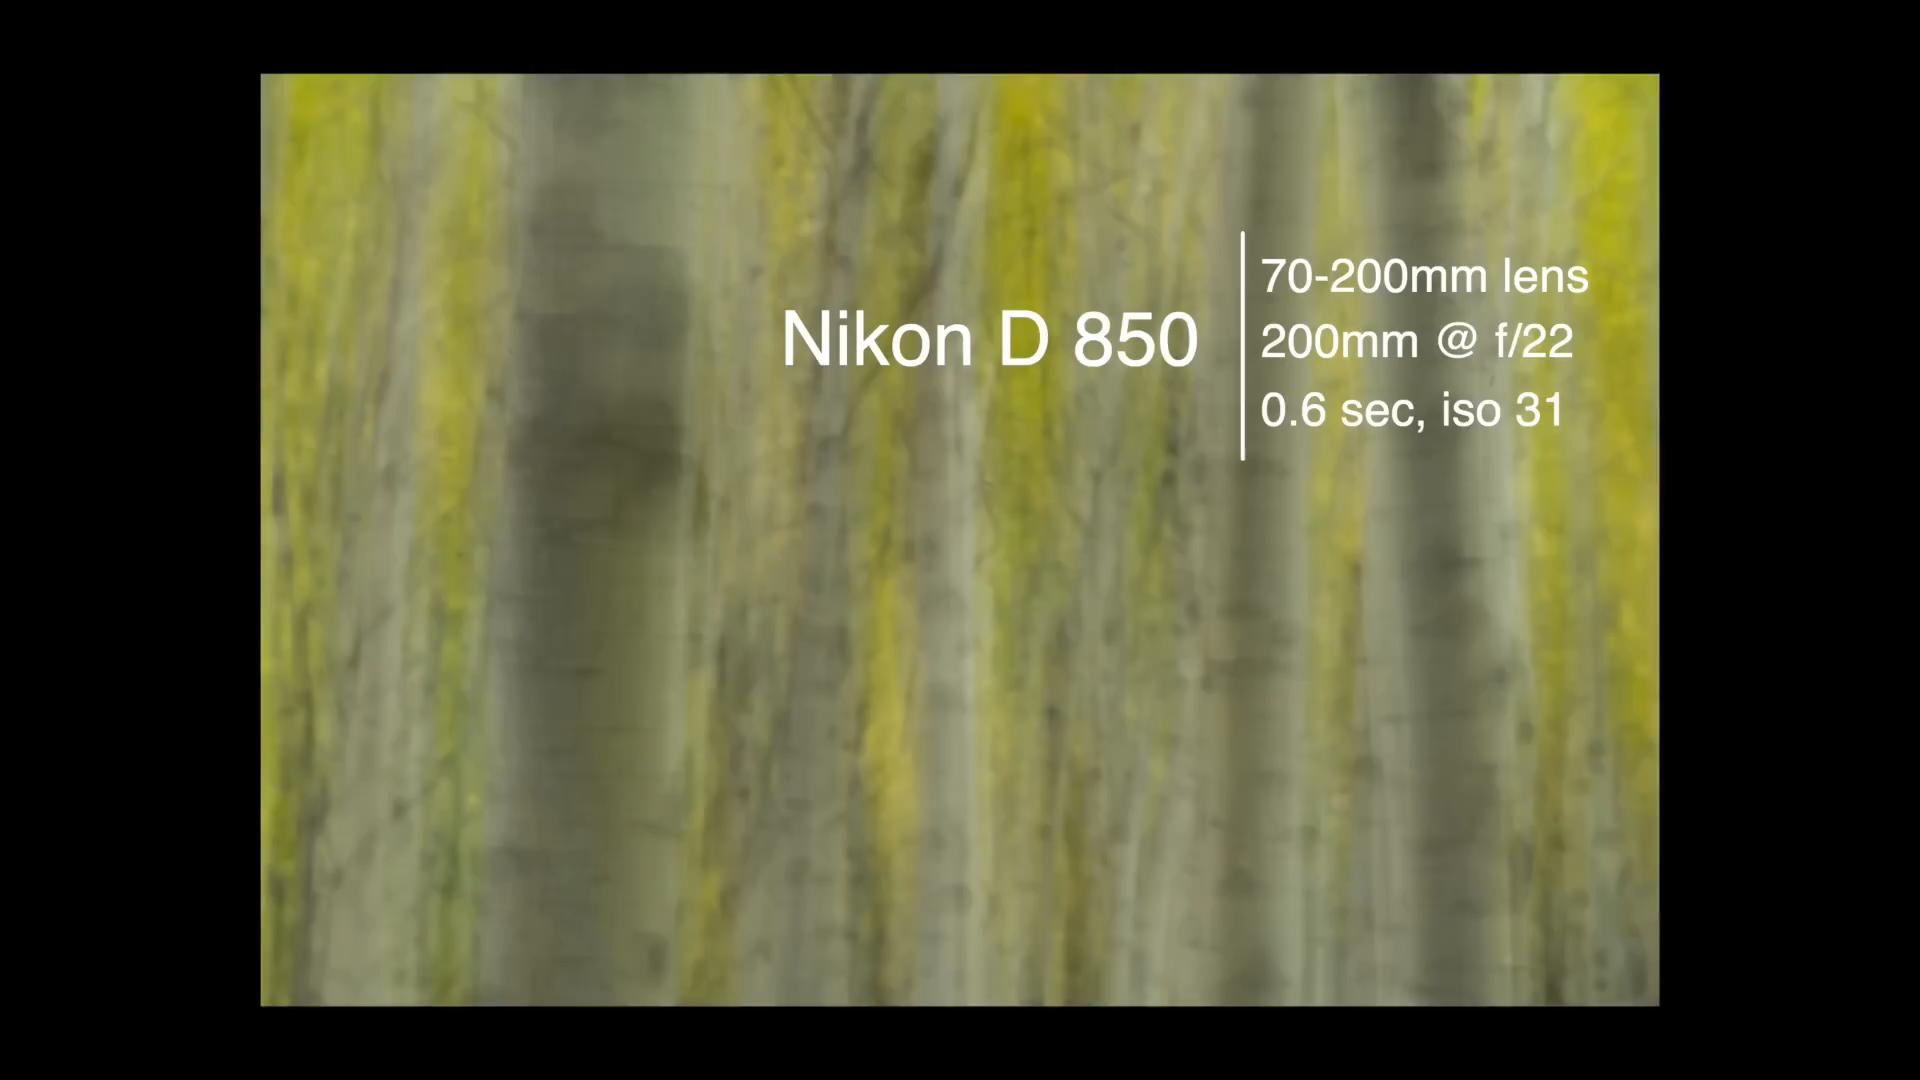 Nikon D 850
70-200mm lens
200mm @ f/22
0.6 sec, iso 31